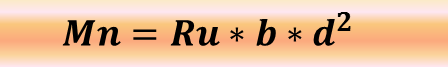 Mn = Ru * b * d²